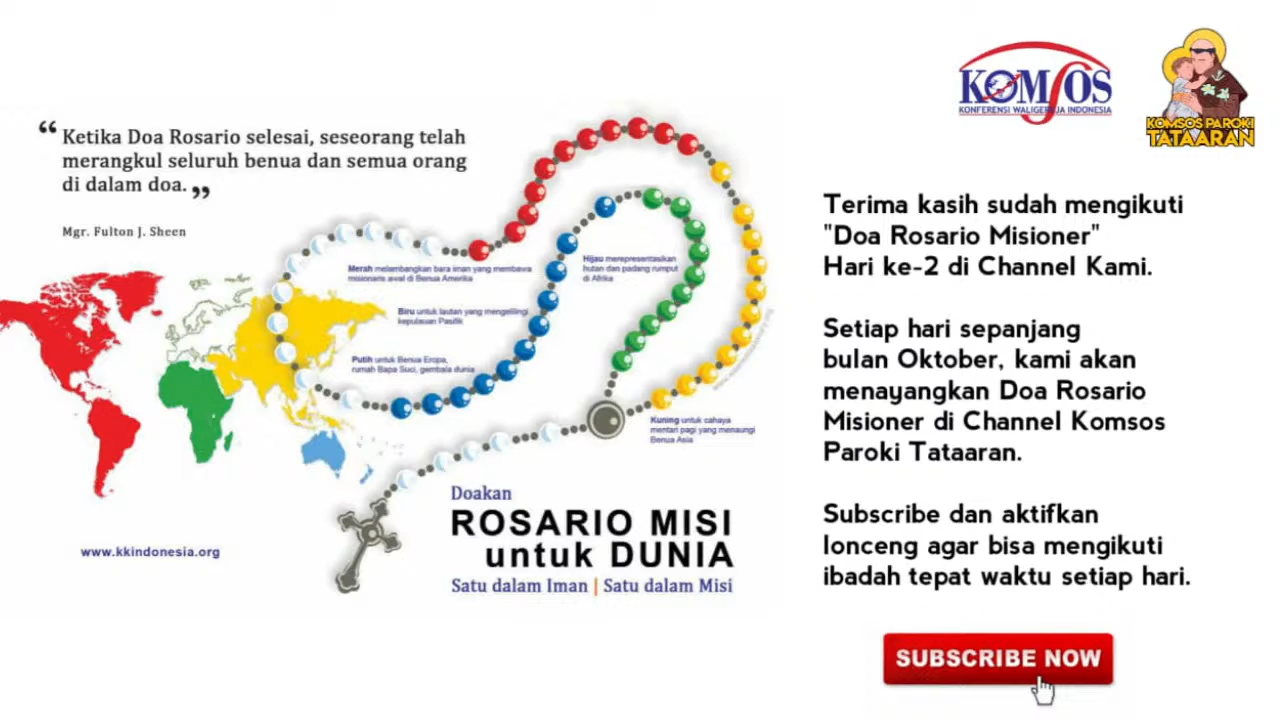 “ Ketika Doa Rosario selesai, seseorang telah
merangkul seluruh benua dan semua orang
di dalam doa. ”
Mgr. Fulton J. Sheen
Merah melambangkan bara iman yang membawa
misionaris awal di Benua Amerika
Biru untuk lautan yang mengelilingi
kepulauan Pasifik
Putih untuk Benua Eropa,
rumah Bapa Suci, gembala dunia
Hijau merepresentasikan
hutan dan padang rumput
di Afrika
Kuning untuk cahaya
mentari pagi yang menaungi
Benua Asia
www.kkindonesia.org
Doakan
ROSARIO MISI
untuk DUNIA
Satu dalam Iman | Satu dalam Misi
KOMSOS
KONFERENSI WALIGEREJA INDONESIA
KOMSOS PAROKI
TATAARAN
Terima kasih sudah mengikuti
"Doa Rosario Misioner"
Hari ke-2 di Channel Kami.
Setiap hari sepanjang
bulan Oktober, kami akan
menayangkan Doa Rosario
Misioner di Channel Komsos
Paroki Tataaran.
Subscribe dan aktifkan
lonceng agar bisa mengikuti
ibadah tepat waktu setiap hari.
SUBSCRIBE NOW